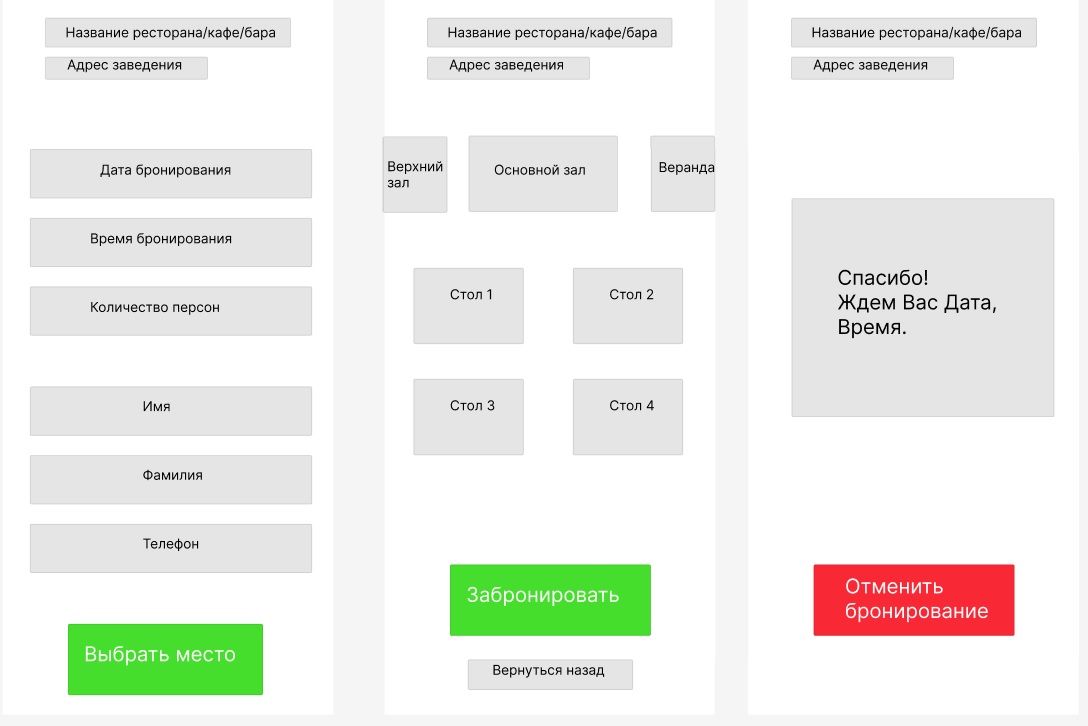 Название ресторана/кафе/бара
Адрес заведения
Дата бронирования
Время бронирования
Количество персон
Имя
Фамилия
Телефон
Выбрать место
Название ресторана/кафе/бара
Адрес заведения
Верхний
зал
Основной зал
Веранда
Стол 1
Стол 2
Стол 3
Стол 4
Забронировать
Вернуться назад
Название ресторана/кафе/бара
Адрес заведения
Спасибо!
Ждем Вас Дата,
Время.
Отменить
бронирование